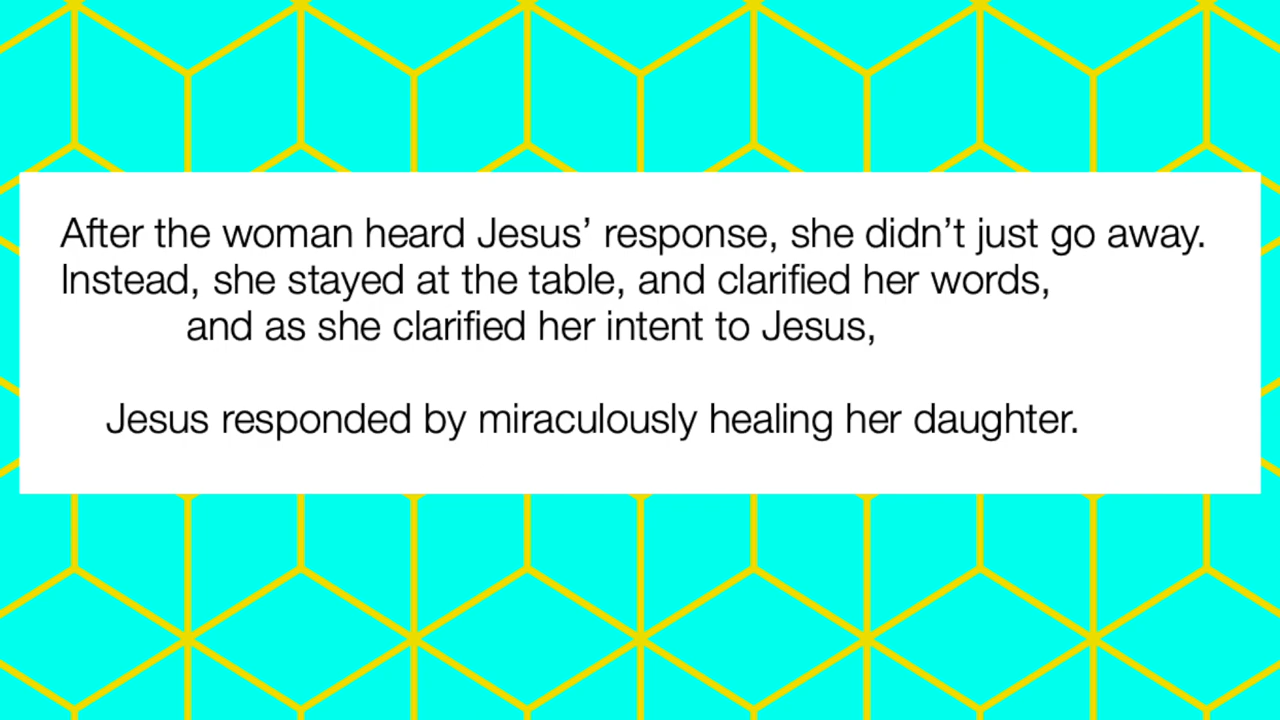 After the woman heard Jesus’ response, she didn’t just go away.
Instead, she stayed at the table, and clarified her words,
and as she clarified her intent to Jesus,
Jesus responded by miraculously healing her daughter.